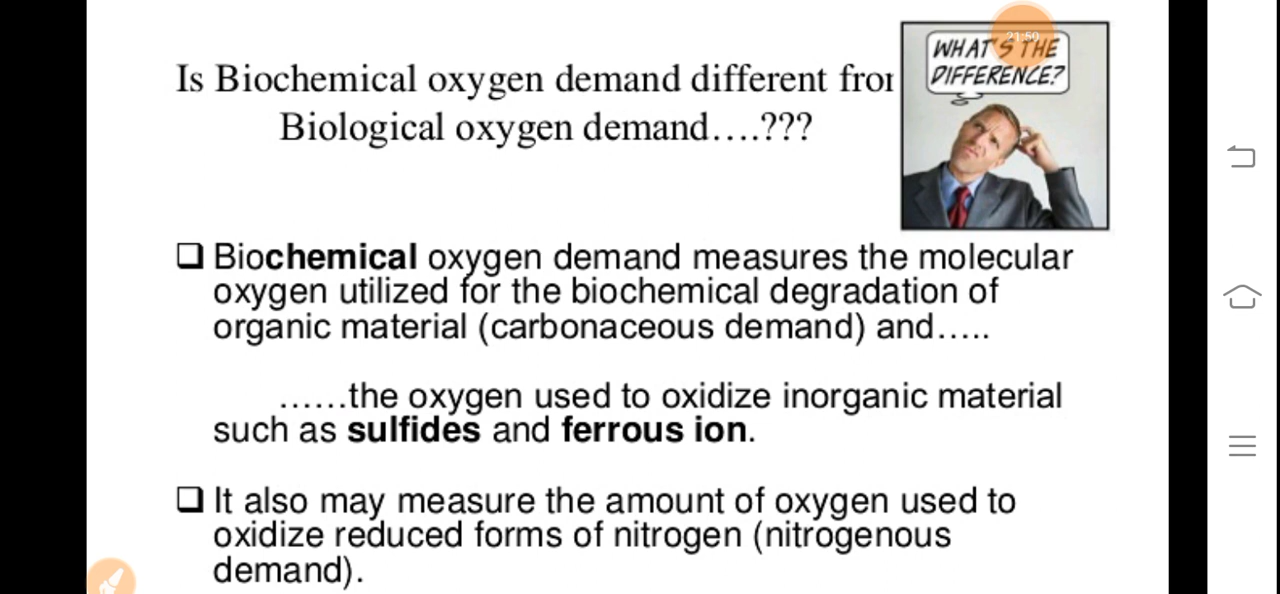 Is Biochemical oxygen demand different from
Biological oxygen demand….???
WHAT'S THE
DIFFERENCE?
21:50
❑ Biochemical oxygen demand measures the molecular
oxygen utilized for the biochemical degradation of
organic material (carbonaceous demand) and…..
……the oxygen used to oxidize inorganic material
such as sulfides and ferrous ion.
❑ It also may measure the amount of oxygen used to
oxidize reduced forms of nitrogen (nitrogenous
demand).